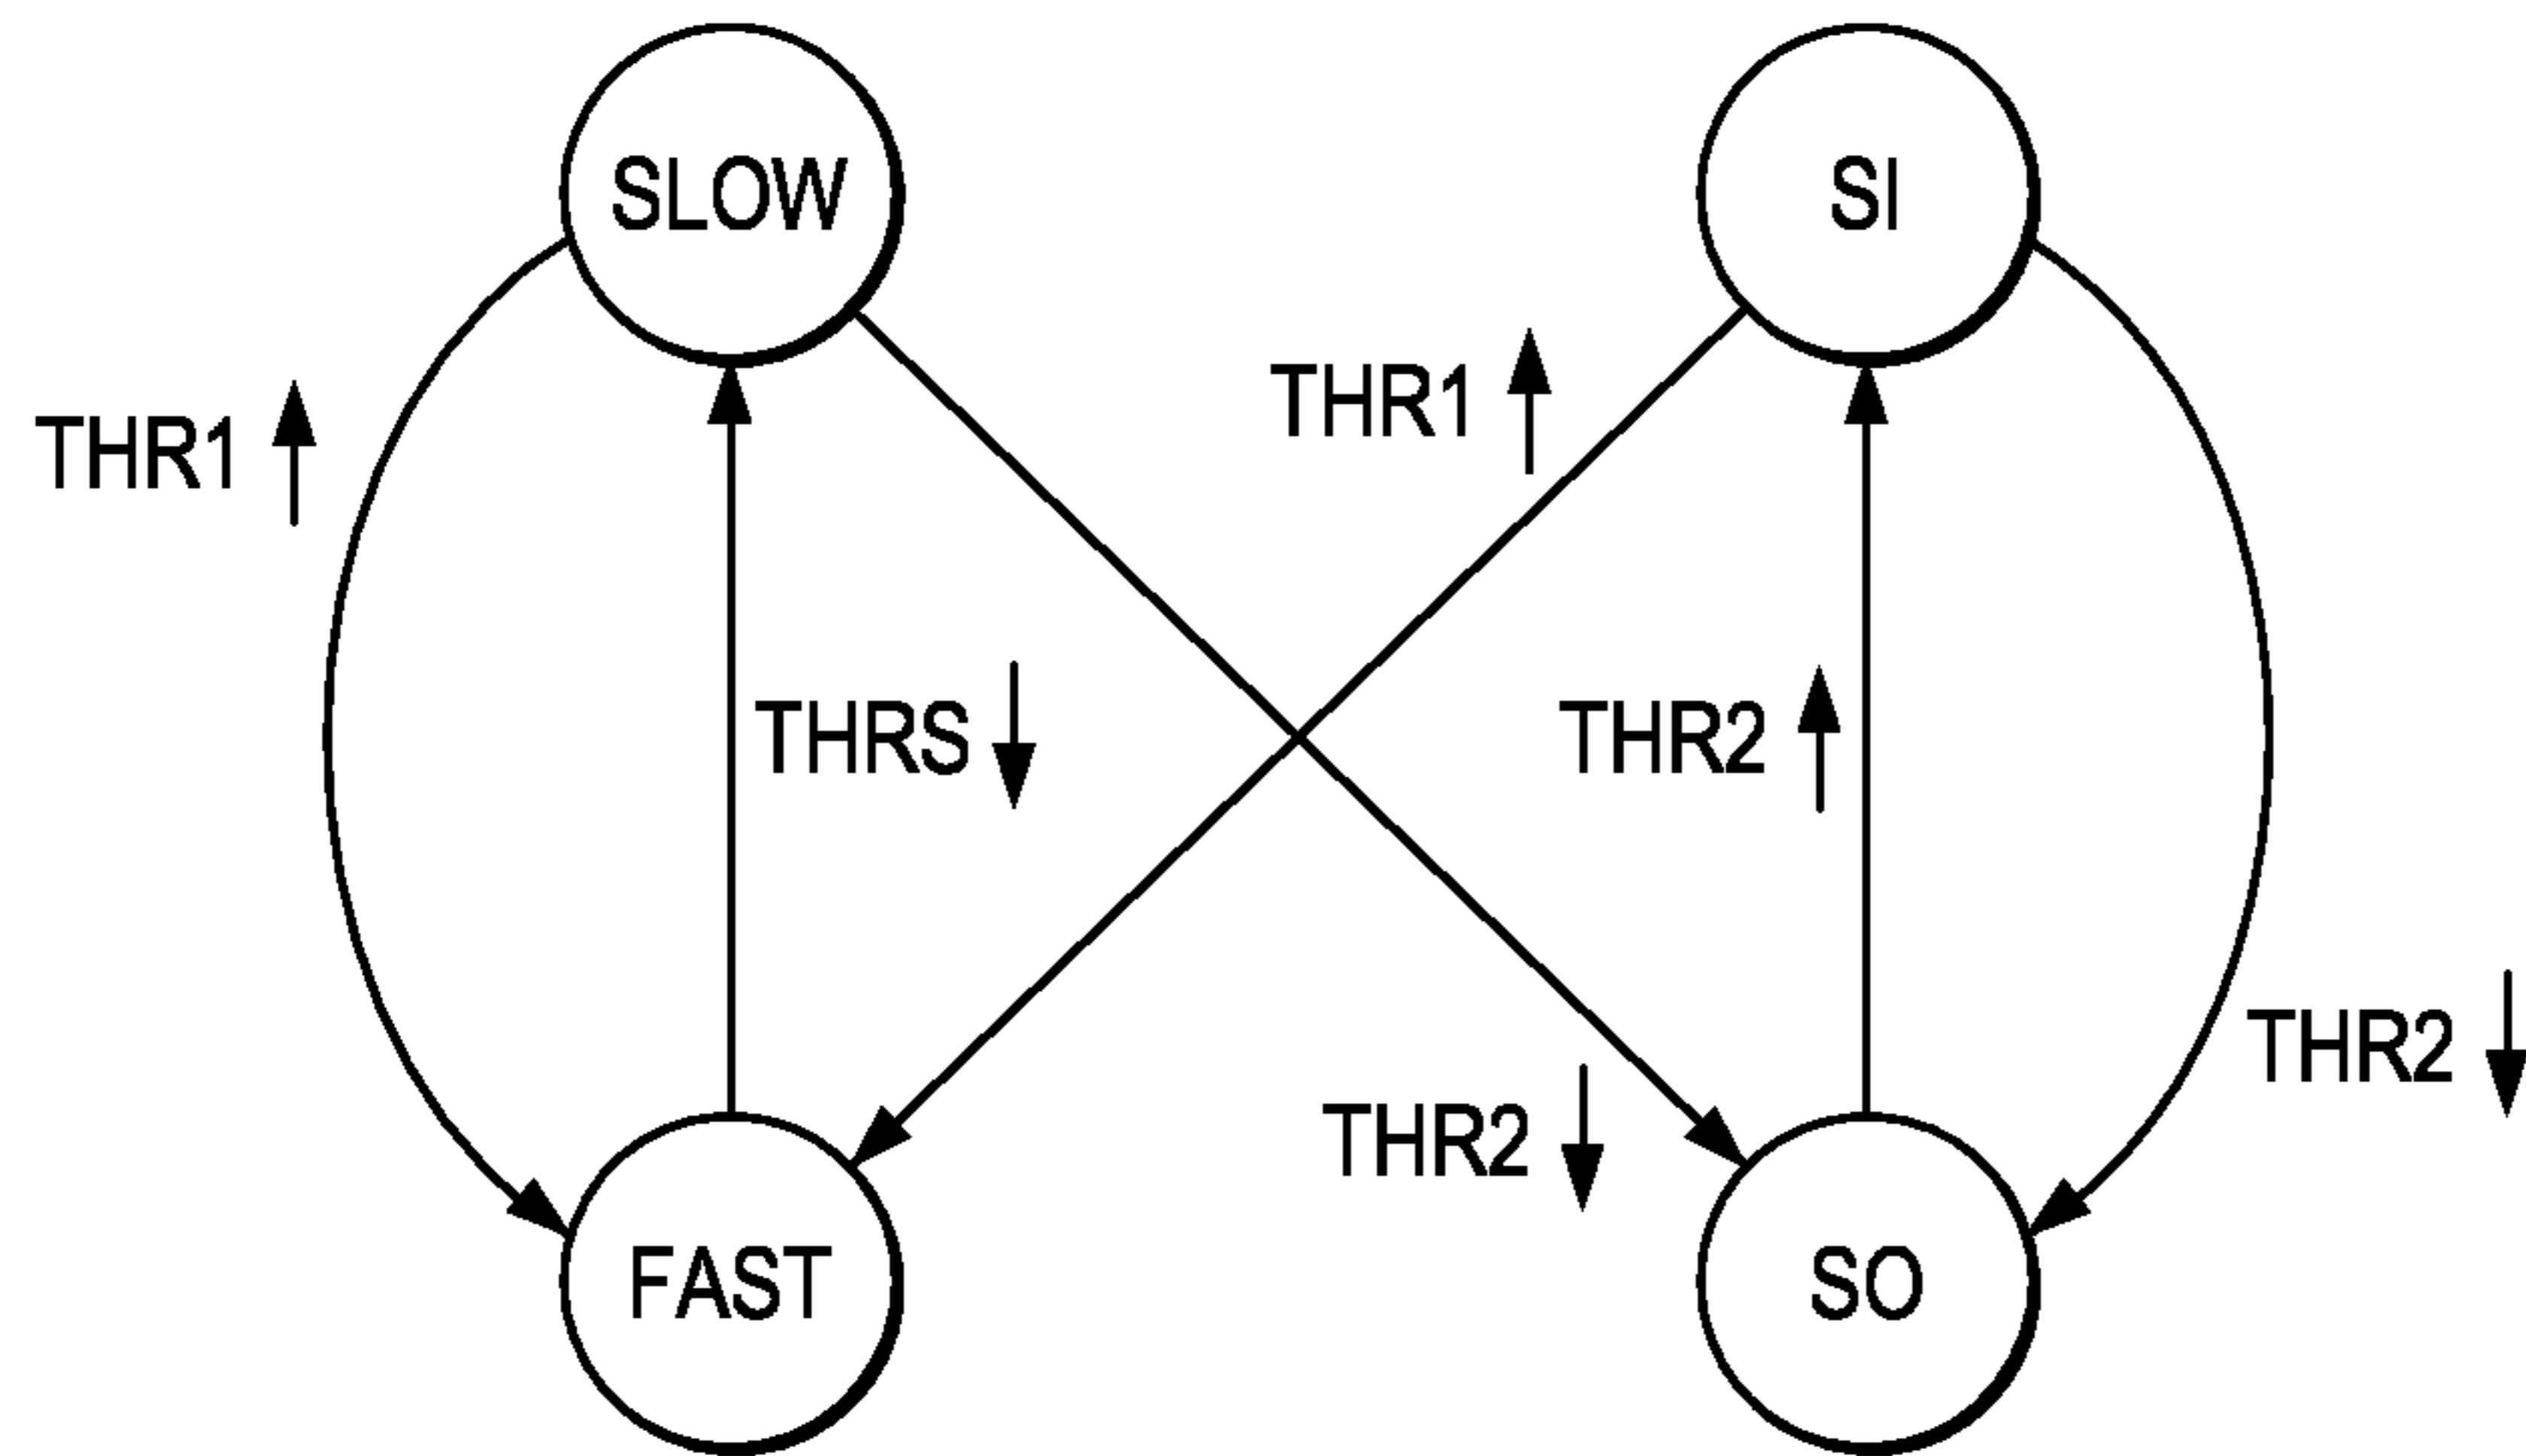 SLOW
SI
THR1 ↑
THR1 ↑
THRS ↓
THR2 ↑
THR2 ↓
THR2 ↓
FAST
SO